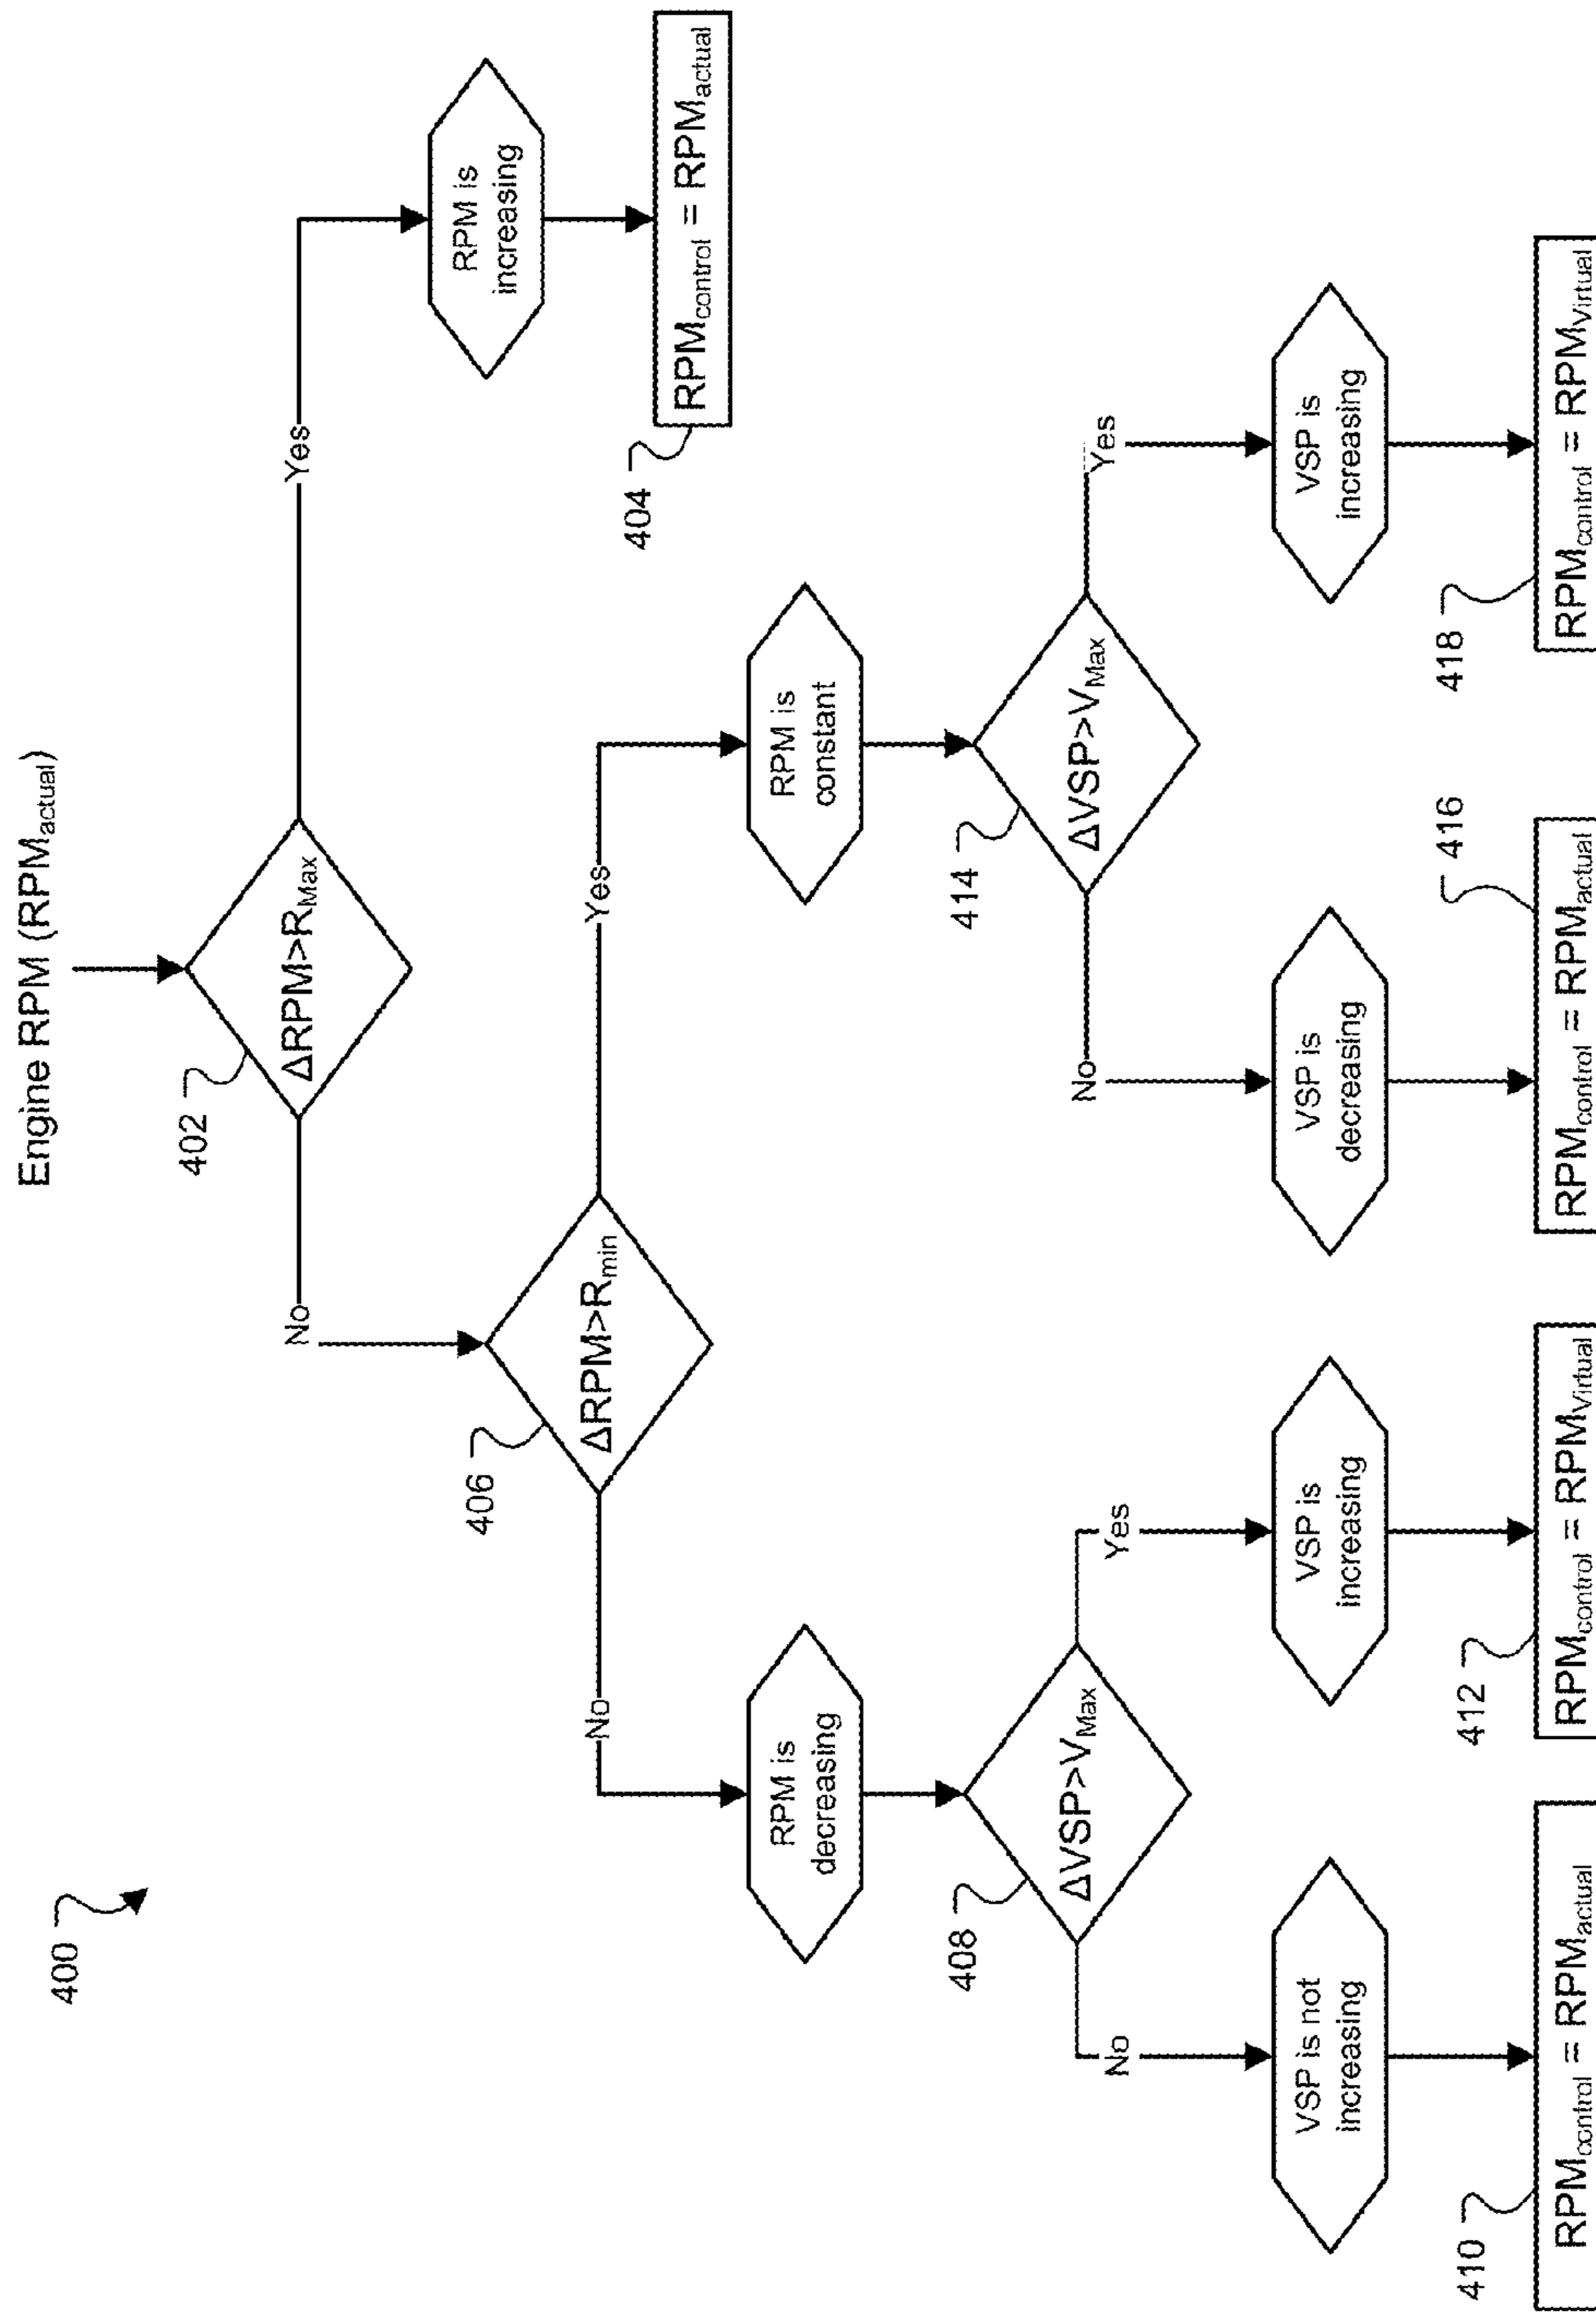 400
Engine RPM (RPMactual)
402
ΔRPM>RMax
No
Yes
406
ΔRPM>Rmin
RPM is
increasing
404
RPMcontrol = RPMactual
No
Yes
RPM is
decreasing
RPM is
constant
408
ΔVSP>VMax
414
ΔVSP>VMax
No
Yes
No
Yes
VSP is not
increasing
VSP is
increasing
VSP is
decreasing
VSP is
increasing
410
RPMcontrol = RPMactual
412
RPMcontrol = RPMVirtual
416
RPMcontrol = RPMactual
418
RPMcontrol = RPMVirtual